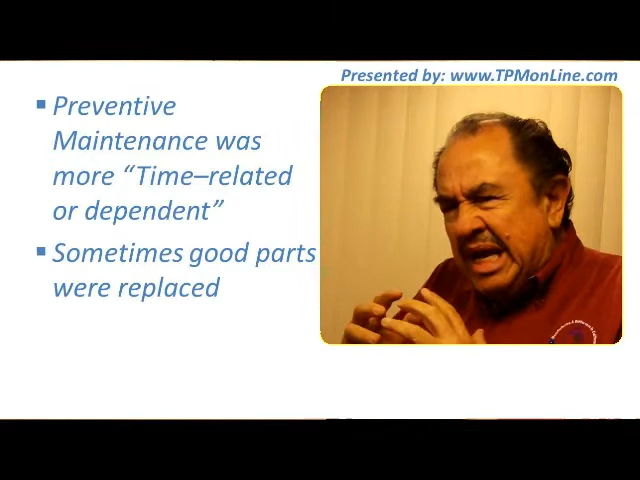 Presented by: www.TPMonLine.com
▪ Preventive
Maintenance was
more “Time–related
or dependent”
▪ Sometimes good parts
were replaced